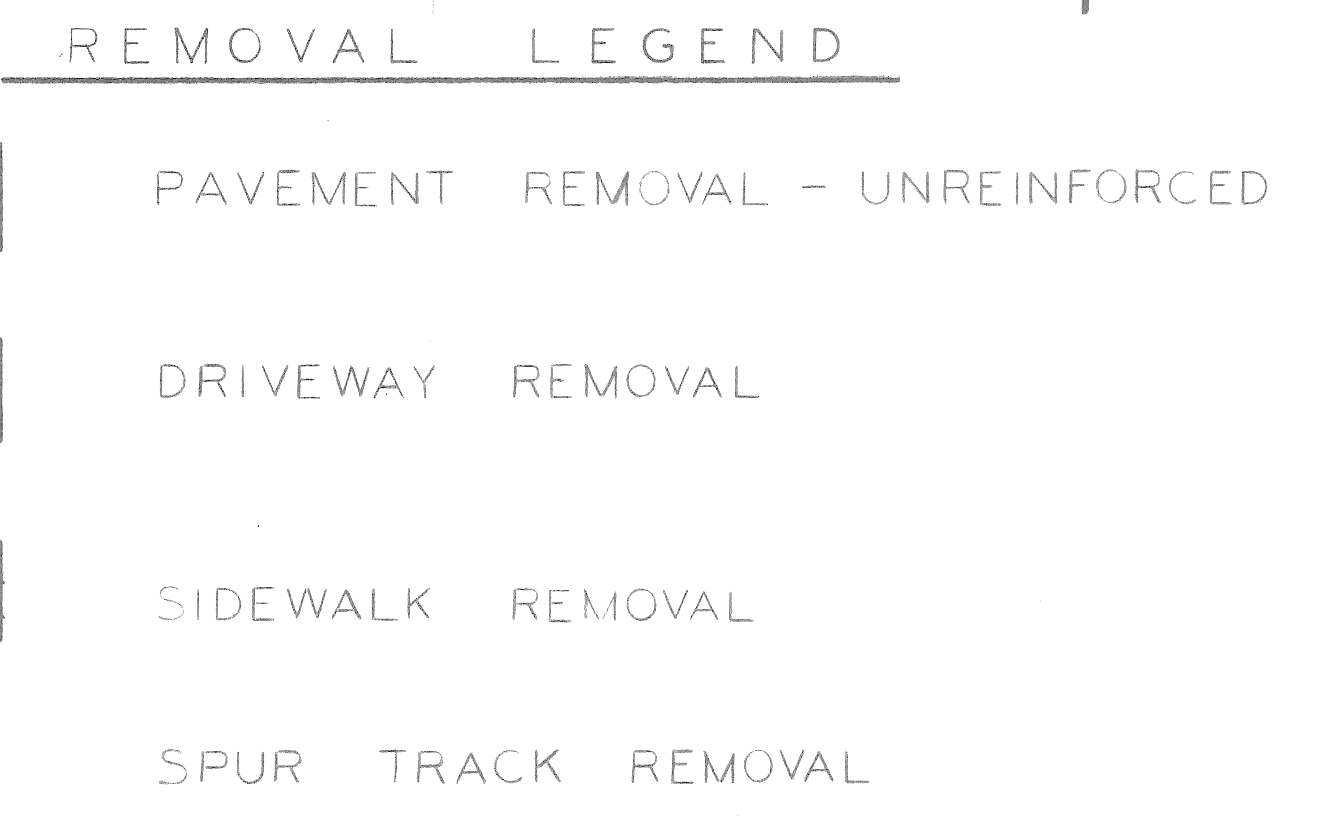 REMOVAL LEGEND
PAVEMENT REMOVAL - UNREINFORCED
DRIVEWAY REMOVAL
SIDEWALK REMOVAL
SPUR TRACK REMOVAL